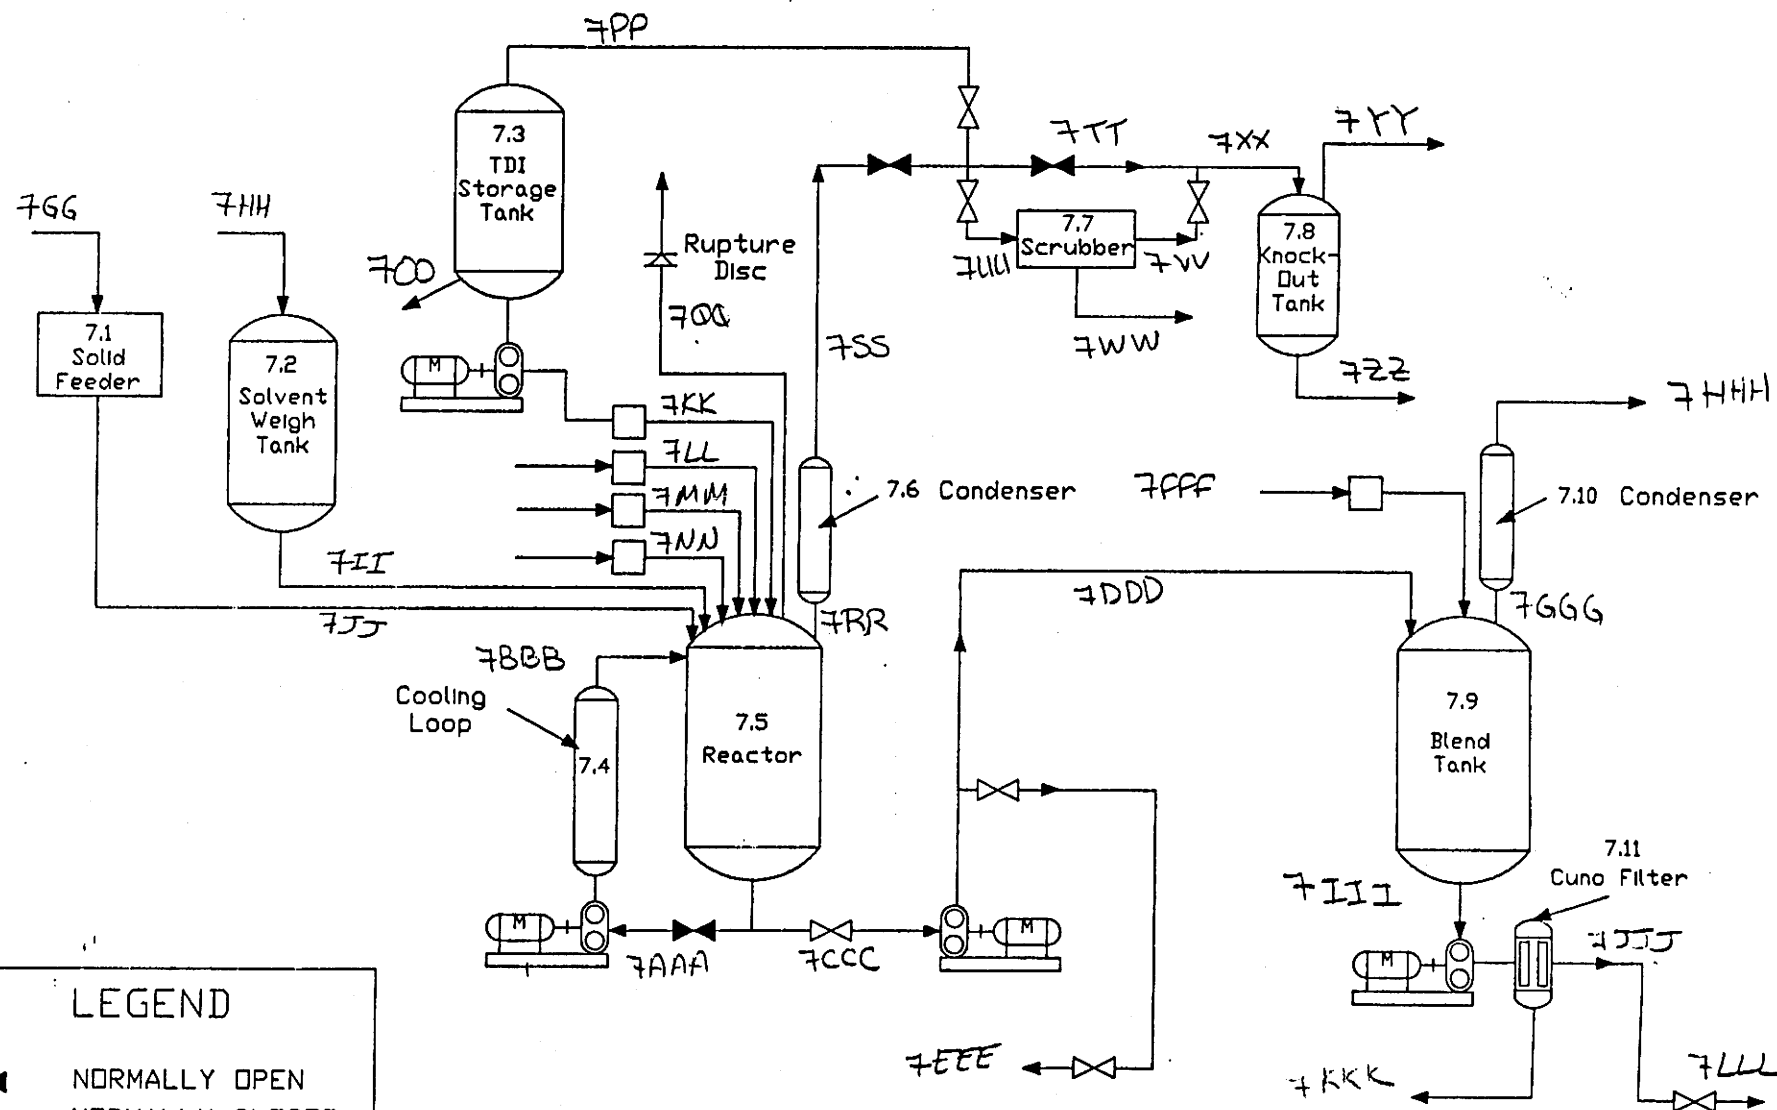 7PP
7.3
TDI
Storage
Tank
7TT
7XX
7YY
7GG
7HH
7OO
Rupture
Disc
7QQ
7.7
Scrubber
7UU
7VV
7WW
7.8
Knock-
Out
Tank
7ZZ
7.1
Solid
Feeder
7.2
Solvent
Weigh
Tank
M
7SS
7KK
7LL
7MM
7NN
7.6 Condenser
7FFF
7HHH
7.10 Condenser
7II
7JJ
7RR
7DDD
7GGG
7BBB
Cooling
Loop
7.4
7.5
Reactor
7.9
Blend
Tank
7.11
Cuno Filter
7III
7JJJ
M
7AAA
7CCC
M
M
7EEE
7KKK
7LLL
LEGEND
NORMALLY OPEN